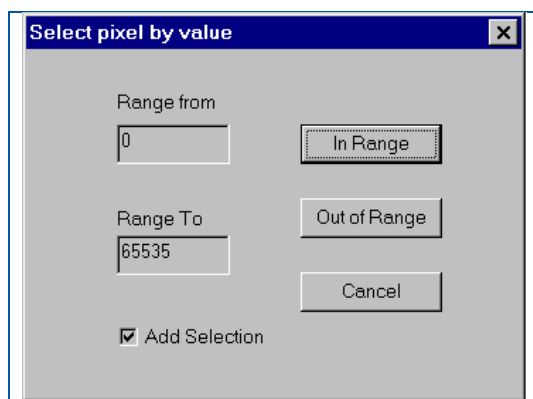 Select pixel by value
Range from
0
In Range
Range To
65535
Out of Range
Cancel
Add Selection